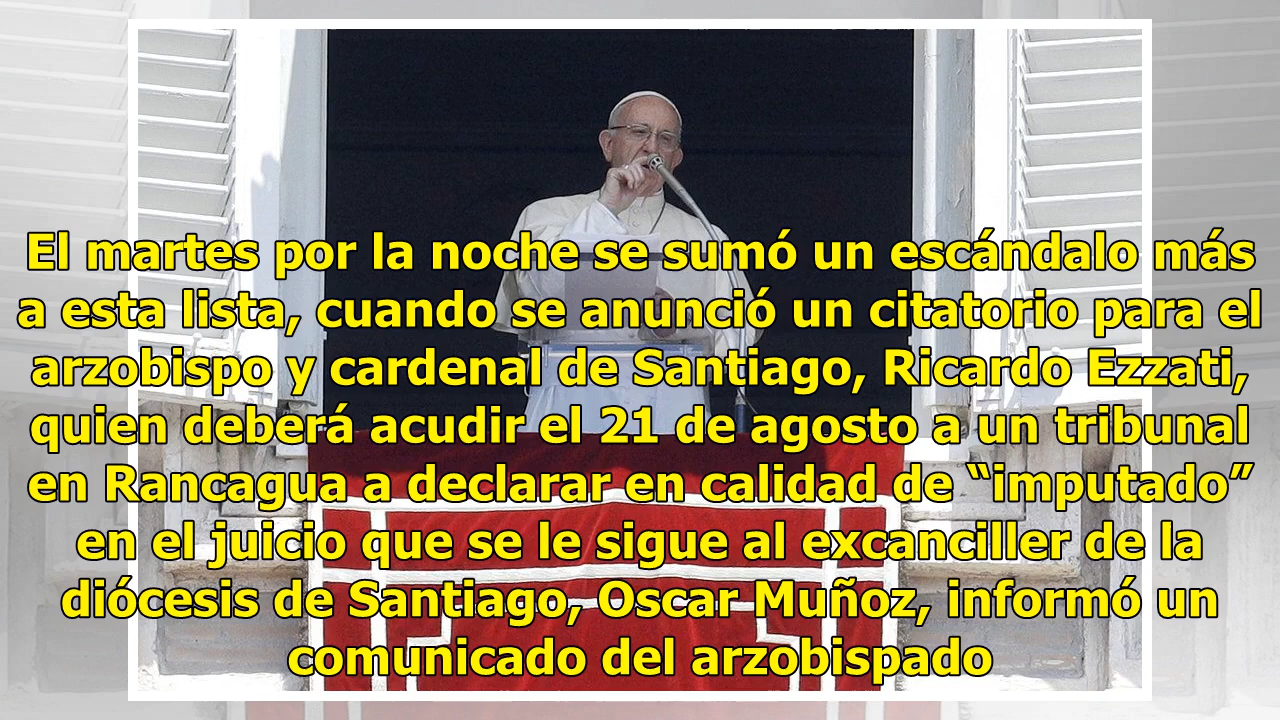 El martes por la noche se sumó un escándalo más
a esta lista, cuando se anunció un citatorio para el
arzobispo y cardenal de Santiago, Ricardo Ezzati,
quien deberá acudir el 21 de agosto a un tribunal
en Rancagua a declarar en calidad de “imputado”
en el juicio que se le sigue al excanciller de la
diócesis de Santiago, Oscar Muñoz, informó un
comunicado del arzobispado